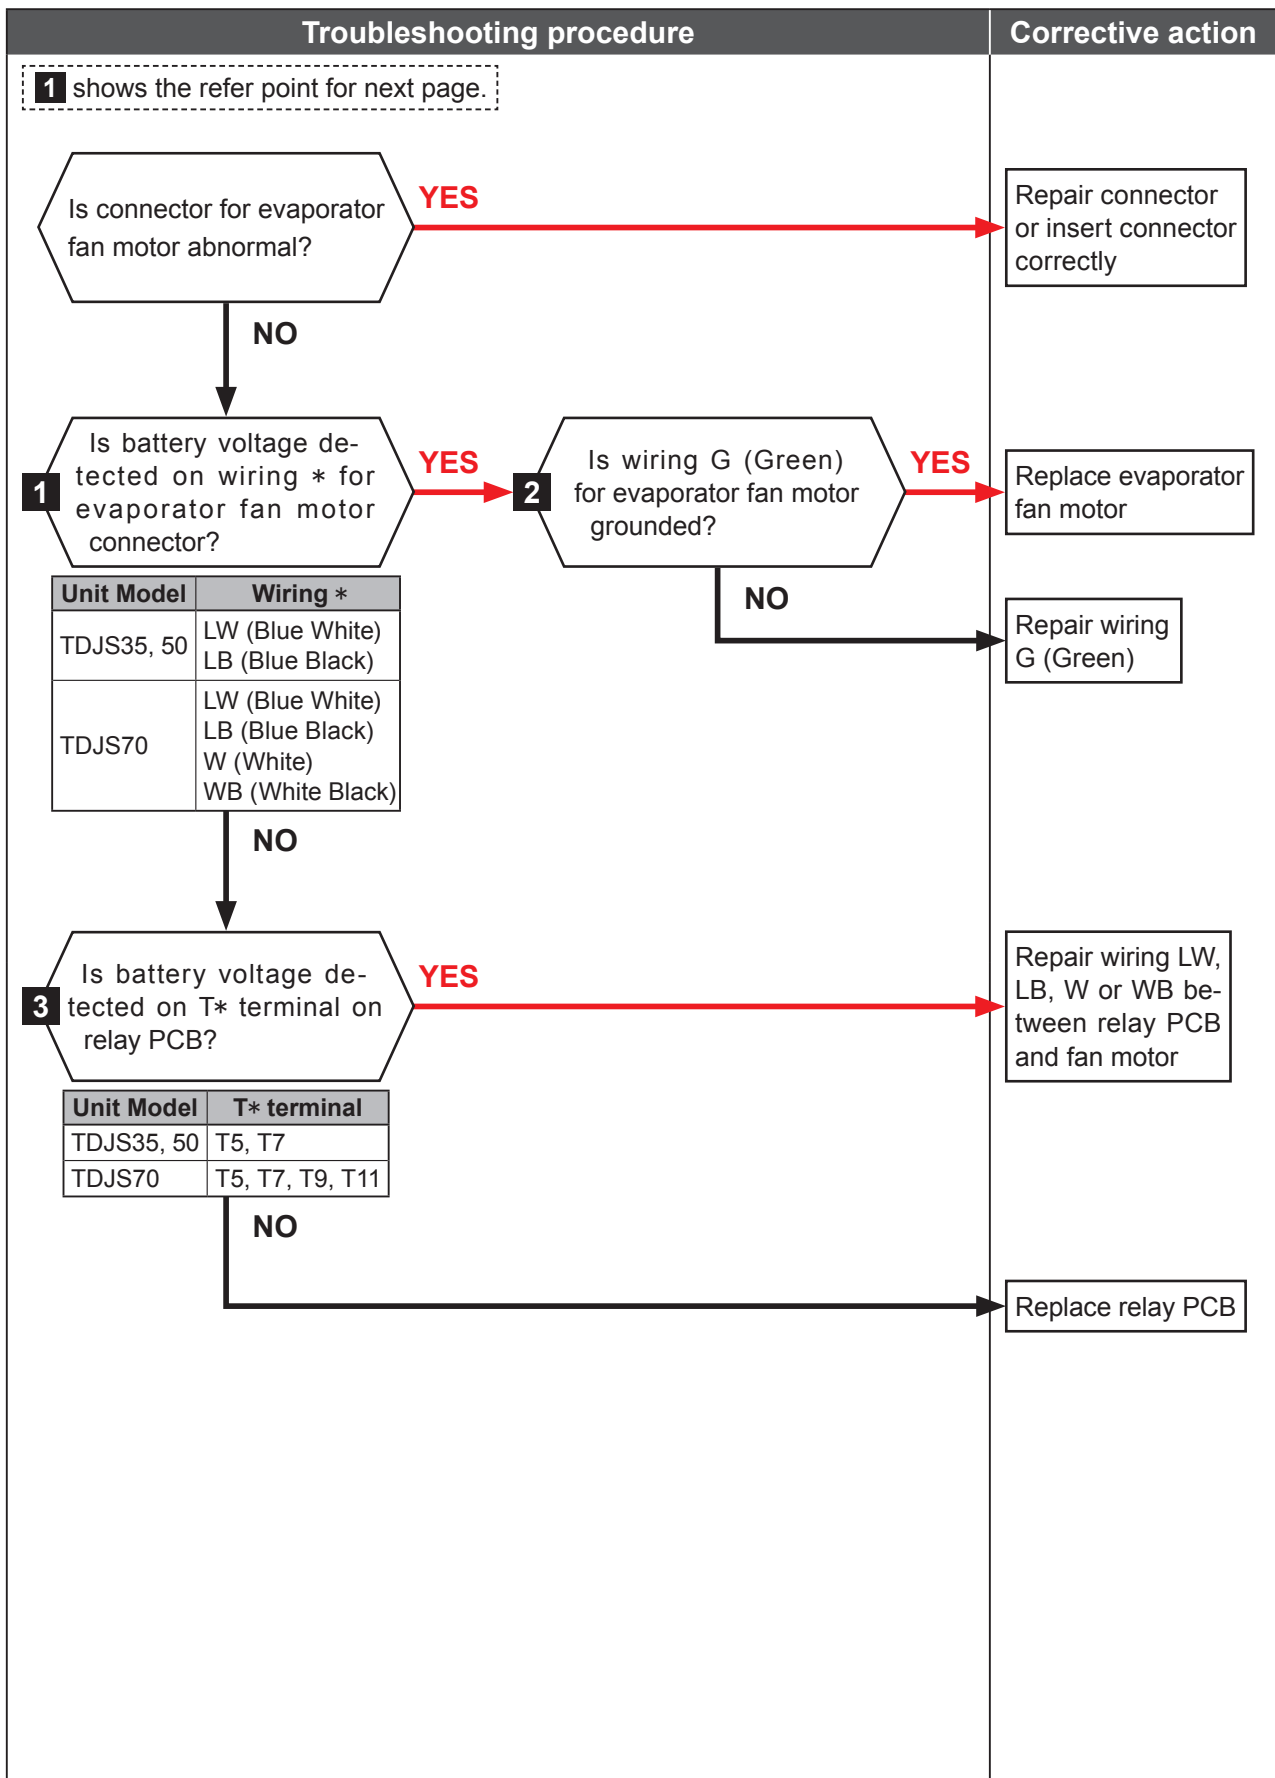 Troubleshooting procedure
Corrective action
1 shows the refer point for next page.
Is connector for evaporator
fan motor abnormal?
YES
Repair connector
or insert connector
correctly
NO
1
Is battery voltage de-
tected on wiring * for
evaporator fan motor
connector?
YES
2
Is wiring G (Green)
for evaporator fan motor
grounded?
YES
Replace evaporator
fan motor
NO
Repair wiring
G (Green)
Unit Model Wiring *
TDJS35, 50
LW (Blue White)
LB (Blue Black)
TDJS70
LW (Blue White)
LB (Blue Black)
W (White)
WB (White Black)
NO
3
Is battery voltage de-
tected on T* terminal on
relay PCB?
YES
Repair wiring LW,
LB, W or WB be-
tween relay PCB
and fan motor
Unit Model T* terminal
TDJS35, 50 T5, T7
TDJS70 T5, T7, T9, T11
NO
Replace relay PCB